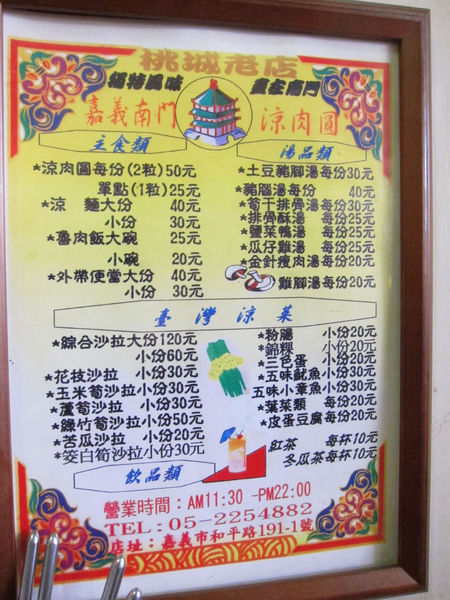 桃城老店
獨特風味 盡在南門
嘉義南門 涼肉圓
主食類
*涼肉圓每份(2粒)50元
單點(1粒)25元
*涼 麵大份 40元
小份 30元
*魯肉飯大碗 25元
小碗 20元
*外帶便當大份 40元
小份 30元
湯品類
*土豆豬腳湯每份30元
*豬腦湯每份 40元
*荀干排骨湯每份30元
*排骨酥湯 每份25元
*鹽菜鴨湯 每份25元
*瓜仔雞湯 每份25元
*金針瘦肉湯每份20元
雞腳湯每份20元
臺灣涼菜
*綜合沙拉大份120元
小份60元
*花枝沙拉 小份30元
*玉米荀沙拉小份30元
*蘆荀沙拉 小份30元
*綠竹荀沙拉小份50元
*苦瓜沙拉 小份20元
*筊白荀沙拉小份30元
*粉腸 小份20元
*錦粿 小份20元
*三色蛋 小份20元
*五味魷魚小份30元
五味小章魚小份30元
*葉菜類 每份20元
*皮蛋豆腐每份20元
飲品類
紅茶 每杯10元
冬瓜茶每杯10元
營業時間：AM11:30 -PM22:00
TEL:05-2254882
店址：嘉義市和平路191-1號